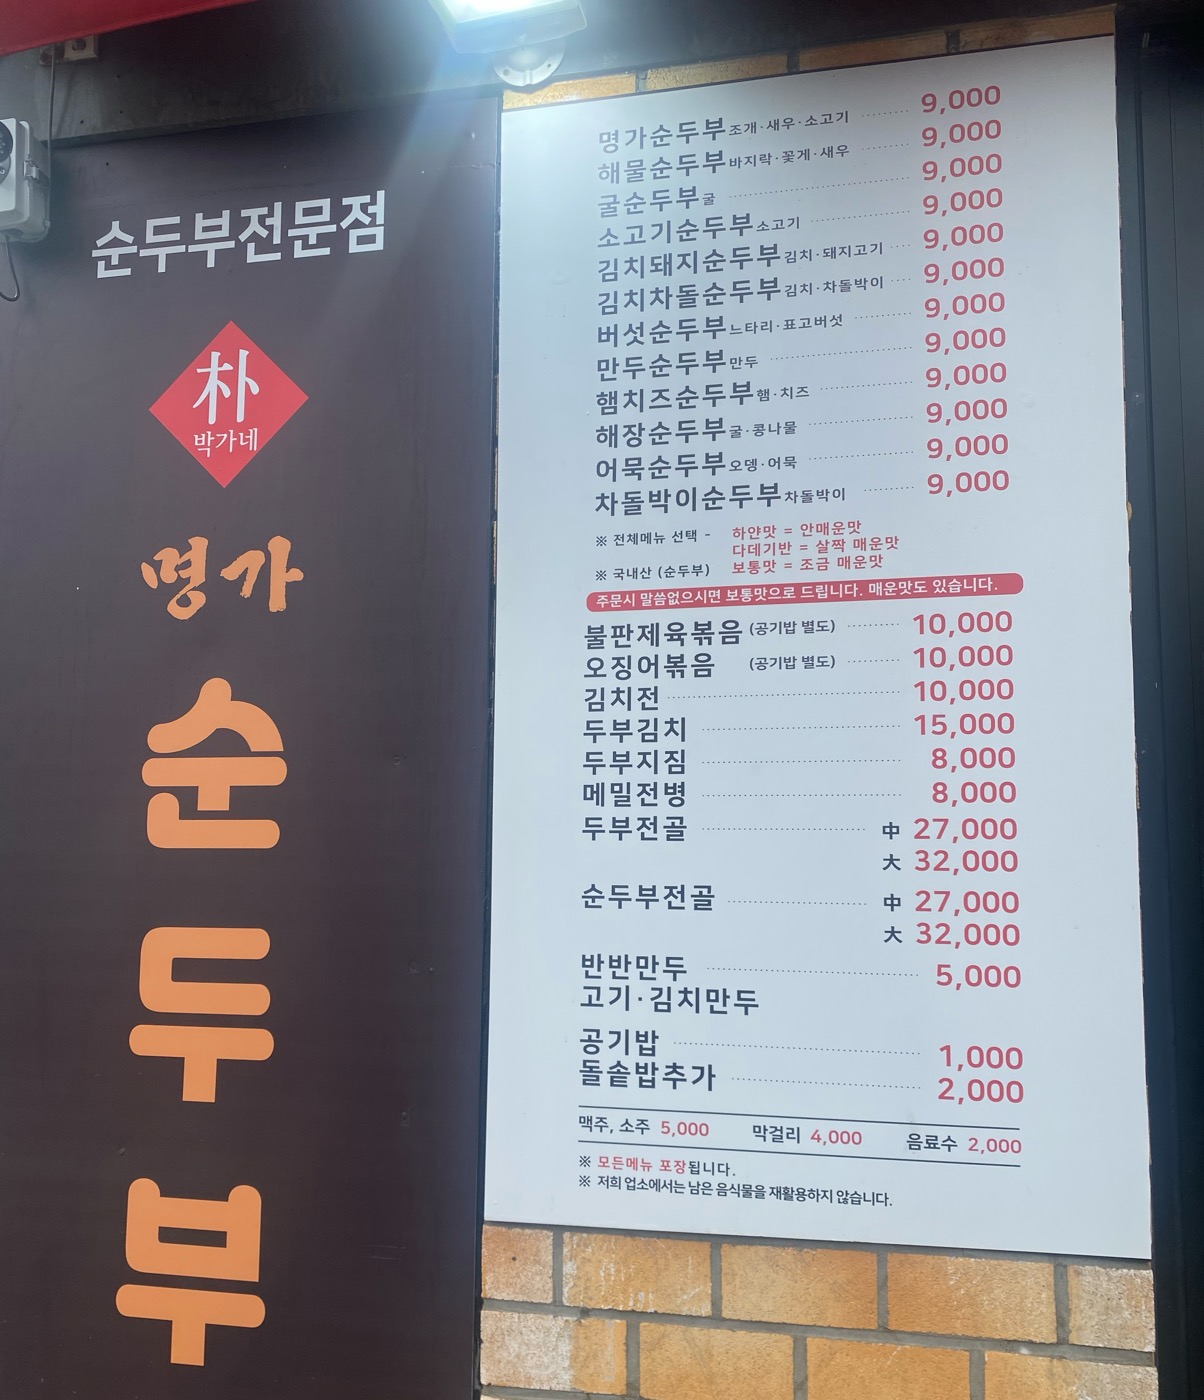 순두부전문점
朴
박가네
명가
순
두
부
명가순두부 조개·새우·소고기 9,000
해물순두부 바지락·꽃게·새우 9,000
굴순두부 굴 9,000
소고기순두부 소고기 9,000
김치돼지순두부 김치·돼지고기 9,000
김치차돌순두부 김치·차돌박이 9,000
버섯순두부 느타리·표고버섯 9,000
만두순두부 만두 9,000
햄치즈순두부 햄·치즈 9,000
해장순두부 굴·콩나물 9,000
어묵순두부 오뎅·어묵 9,000
차돌박이순두부 차돌박이 9,000
※ 전체메뉴 선택 - 하얀맛 = 안매운맛
다데기반 = 살짝 매운맛
※ 국내산 (순두부) 보통맛 = 조금 매운맛
주문시 말씀없으시면 보통맛으로 드립니다. 매운맛도 있습니다.
불판제육볶음 (공기밥 별도) 10,000
오징어볶음 (공기밥 별도) 10,000
김치전 10,000
두부김치 15,000
두부지짐 8,000
메밀전병 8,000
두부전골 中 27,000
大 32,000
순두부전골 中 27,000
大 32,000
반반만두 5,000
고기·김치만두
공기밥 1,000
돌솥밥추가 2,000
맥주, 소주 5,000 막걸리 4,000 음료수 2,000
※ 모든메뉴 포장됩니다.
※ 저희 업소에서는 남은 음식물을 재활용하지 않습니다.